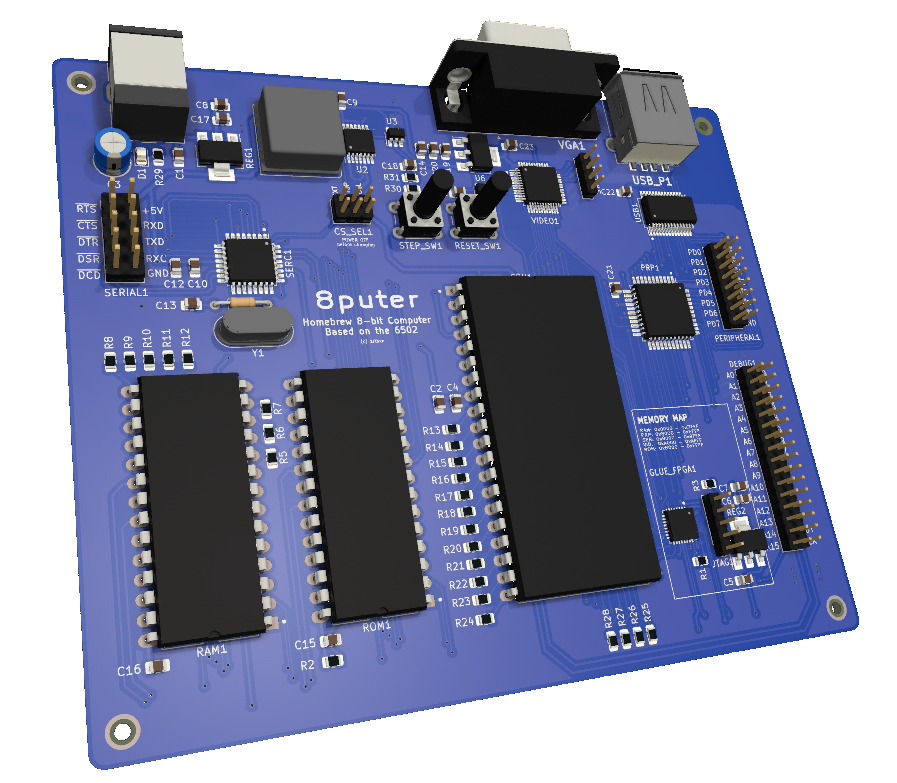 C8
C17
C9
REG1
D1
R29
U2
U3
C18
R31
R30
U6
C23
VGA1
USB_P1
C22
USB1
VIDEO1
CS_SEL1
STEP_SW1
RESET_SW1
RTS +5V
CTS RXD
DTR TXD
DSR
DCD GND
SERIAL1
C12 C10
SERC1
C13
Y1
8puter
Homebrew 8-bit Computer
Based on the 6502
C21
PRP1
PD0
PD1
PD2
PD3
PD4
PD5
PD6
PD7
PERIPHERAL1
R8
R9
R10
R11
R12
R7
R6
R5
C2 C4
R13
R14
R15
R16
R17
R18
R19
R20
R21
R22
R23
R24
DEBUG1
A0
A1
A2
A3
A4
A5
A6
A7
A8
A9
A10
A11
A12
A13
MEMORY MAP
GLUE_FPGA1
R3
C7
C6
REG2
R1
C5
R28
R27
R26
R25
RAM1
ROM1
C15
R2
C16